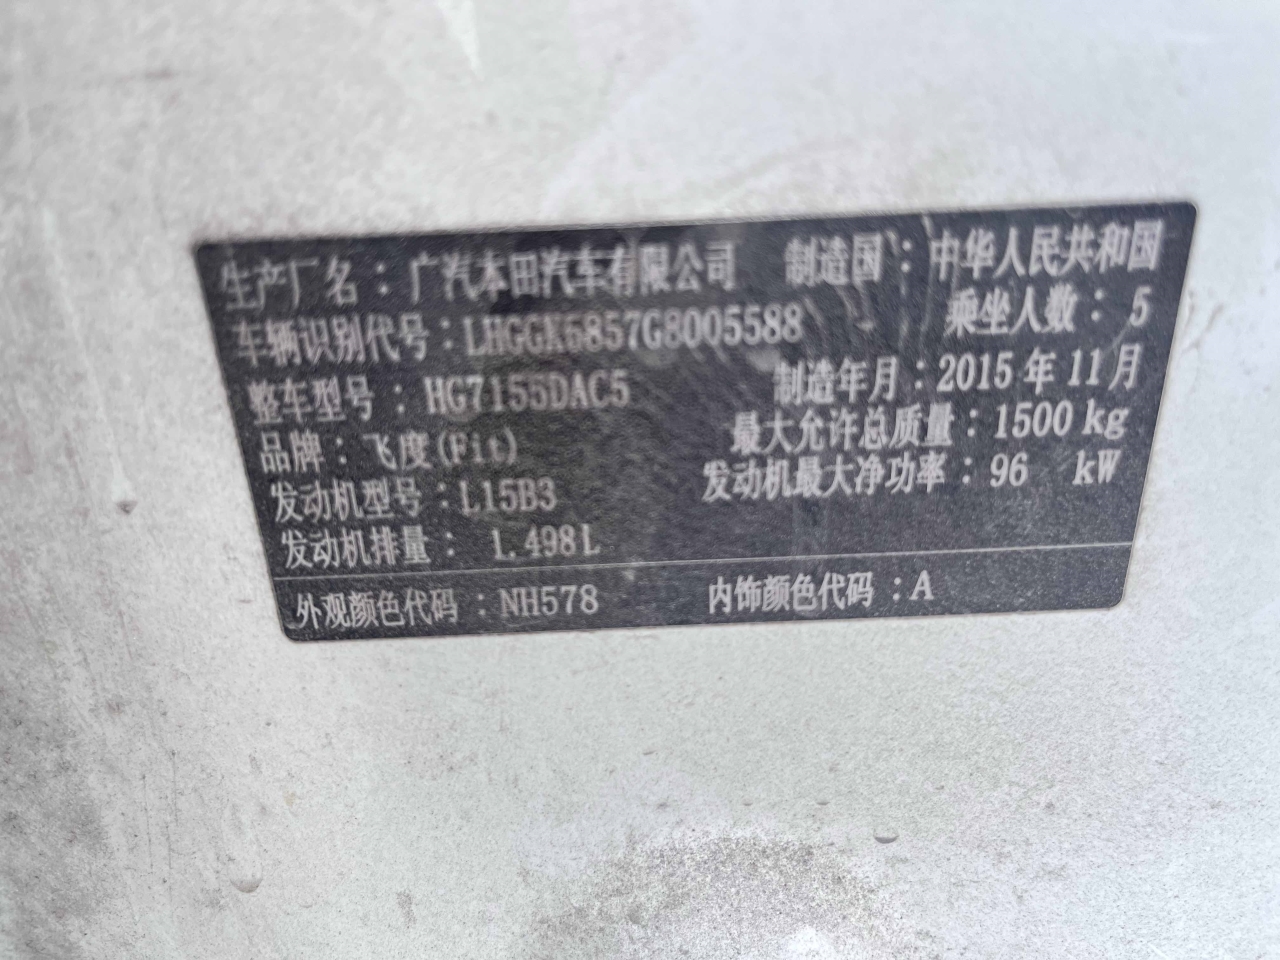 生产厂名：广汽本田汽车有限公司 制造国：中华人民共和国
车辆识别代号：LHGGK5857G8005588 乘坐人数：5
整车型号：HG7155DAC5 制造年月：2015年11月
品牌：飞度(Fit) 最大允许总质量：1500 kg
发动机型号：L15B3 发动机最大净功率：96 kW
发动机排量：1.498L
外观颜色代码：NH578 内饰颜色代码：A